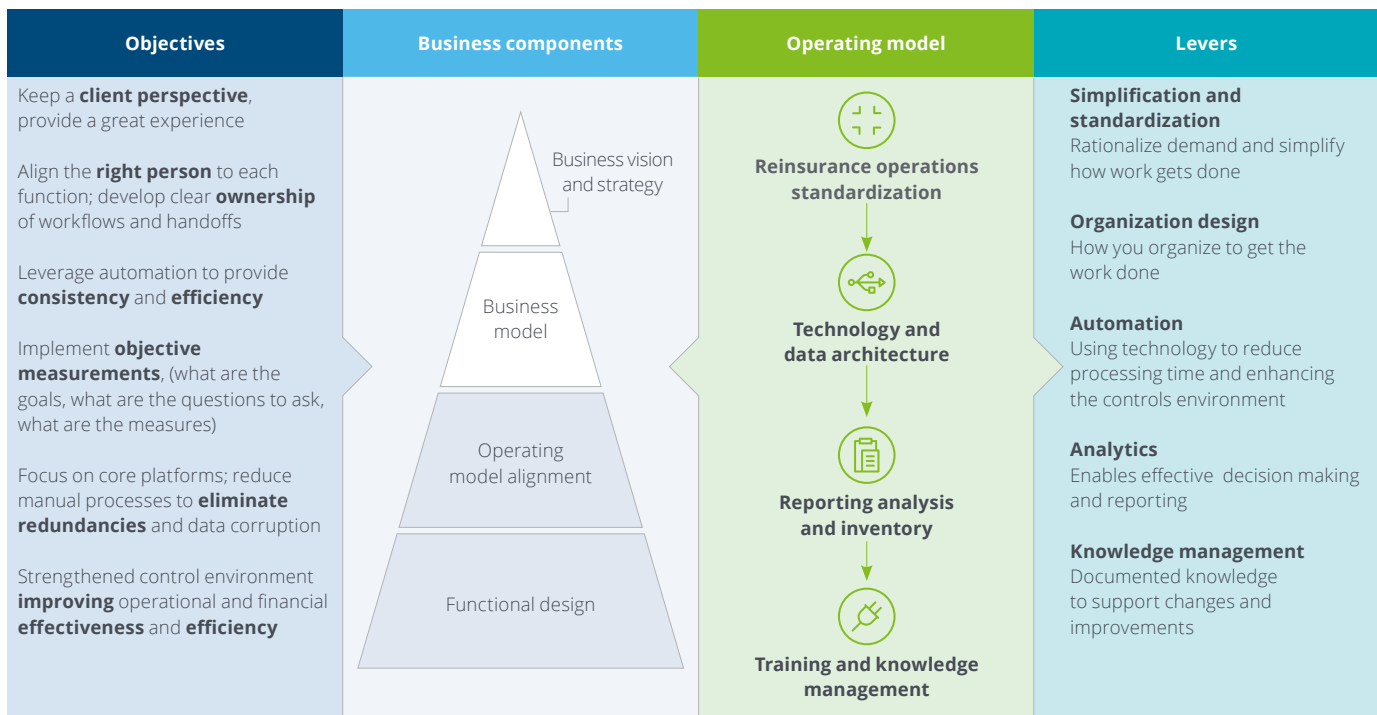 Objectives
Keep a client perspective,
provide a great experience
Align the right person to each
function; develop clear ownership
of workflows and handoffs
Leverage automation to provide
consistency and efficiency
Implement objective
measurements, (what are the
goals, what are the questions to ask,
what are the measures)
Focus on core platforms; reduce
manual processes to eliminate
redundancies and data corruption
Strengthened control environment
improving operational and financial
effectiveness and efficiency
Business components
Business vision
and strategy
Business
model
Operating
model alignment
Functional design
Operating model
Reinsurance operations
standardization
Technology and
data architecture
Reporting analysis
and inventory
Training and knowledge
management
Levers
Simplification and
standardization
Rationalize demand and simplify
how work gets done
Organization design
How you organize to get the
work done
Automation
Using technology to reduce
processing time and enhancing
the controls environment
Analytics
Enables effective  decision making
and reporting
Knowledge management
Documented knowledge
to support changes and
improvements